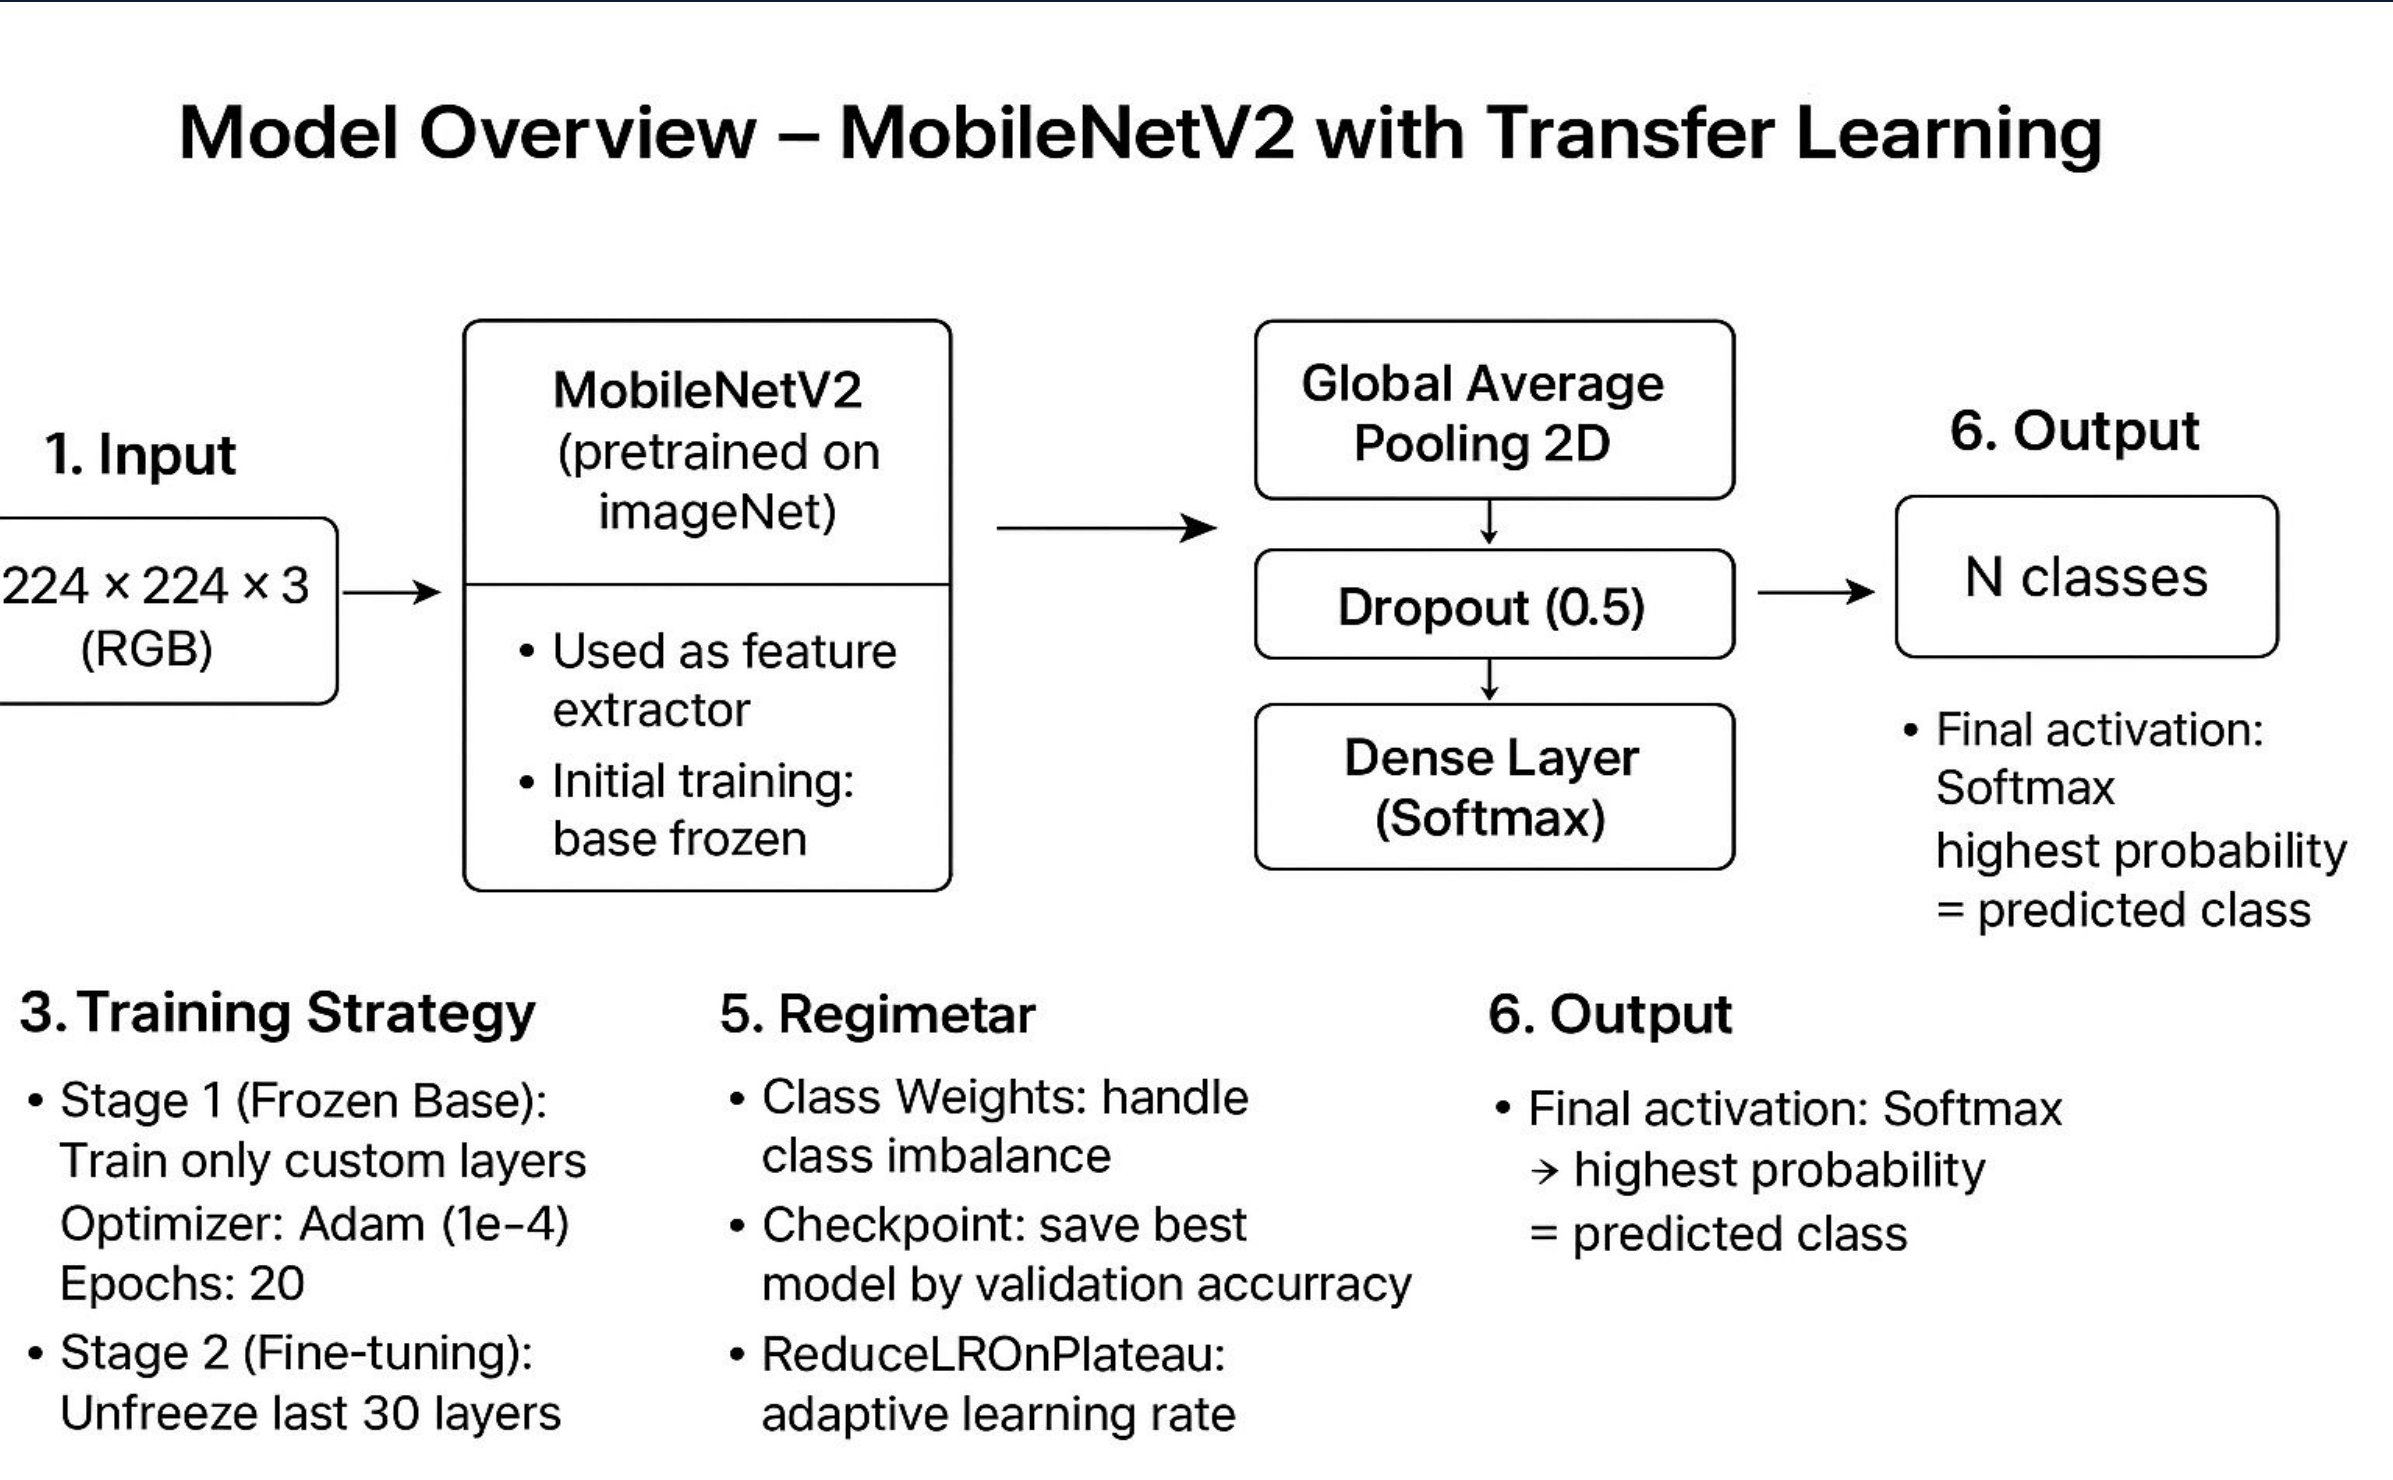 Model Overview – MobileNetV2 with Transfer Learning
1. Input
224 × 224 × 3
(RGB)
MobileNetV2
(pretrained on
imageNet)
• Used as feature
extractor
• Initial training:
base frozen
Global Average
Pooling 2D
Dropout (0.5)
Dense Layer
(Softmax)
6. Output
N classes
• Final activation:
Softmax
highest probability
= predicted class
3. Training Strategy
• Stage 1 (Frozen Base):
Train only custom layers
Optimizer: Adam (1e-4)
Epochs: 20
• Stage 2 (Fine-tuning):
Unfreeze last 30 layers
5. Regimetar
• Class Weights: handle
class imbalance
• Checkpoint: save best
model by validation accurracy
• ReduceLROnPlateau:
adaptive learning rate
6. Output
• Final activation: Softmax
→ highest probability
= predicted class